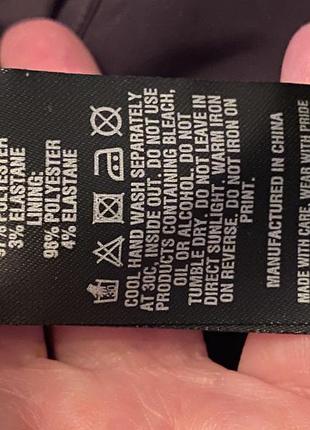 97% POLYESTER
3% ELASTANE
LINING:
96% POLYESTER
4% ELASTANE
COOL HAND WASH SEPARATELY
AT 30C, INSIDE OUT. DO NOT USE
PRODUCTS CONTAINING BLEACH,
OIL OR ALCOHOL. DO NOT
TUMBLE DRY. DO NOT LEAVE IN
DIRECT SUNLIGHT. WARM IRON
ON REVERSE. DO NOT IRON ON
PRINT.
MANUFACTURED IN CHINA
MADE WITH CARE. WEAR WITH PRIDE